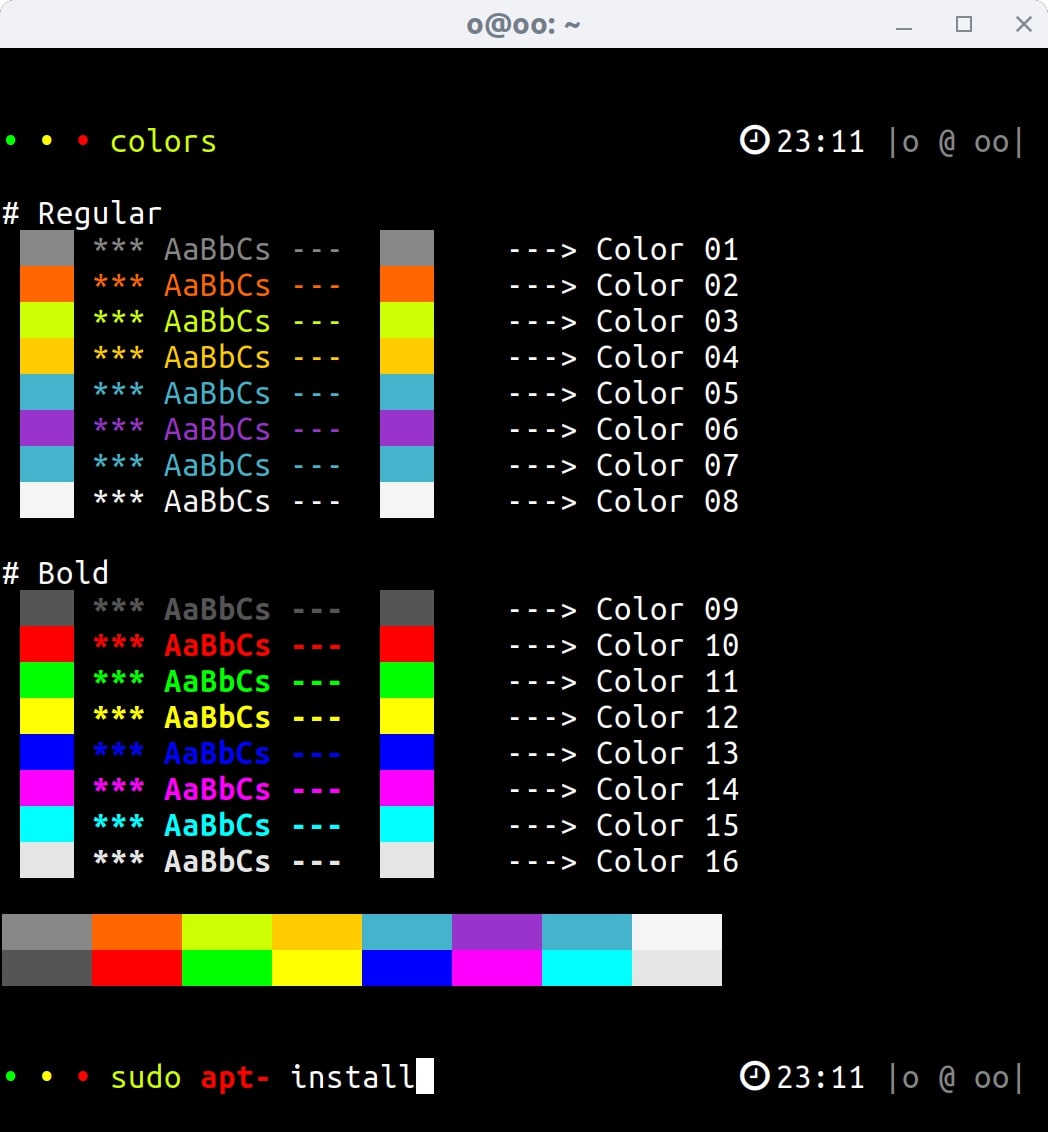 o@oo: ~
• • • colors 23:11 |o @ oo|
# Regular
*** AaBbCs --- ---> Color 01
*** AaBbCs --- ---> Color 02
*** AaBbCs --- ---> Color 03
*** AaBbCs --- ---> Color 04
*** AaBbCs --- ---> Color 05
*** AaBbCs --- ---> Color 06
*** AaBbCs --- ---> Color 07
*** AaBbCs --- ---> Color 08
# Bold
*** AaBbCs --- ---> Color 09
*** AaBbCs --- ---> Color 10
*** AaBbCs --- ---> Color 11
*** AaBbCs --- ---> Color 12
*** AaBbCs --- ---> Color 13
*** AaBbCs --- ---> Color 14
*** AaBbCs --- ---> Color 15
*** AaBbCs --- ---> Color 16
• • • sudo apt- install 23:11 |o @ oo|